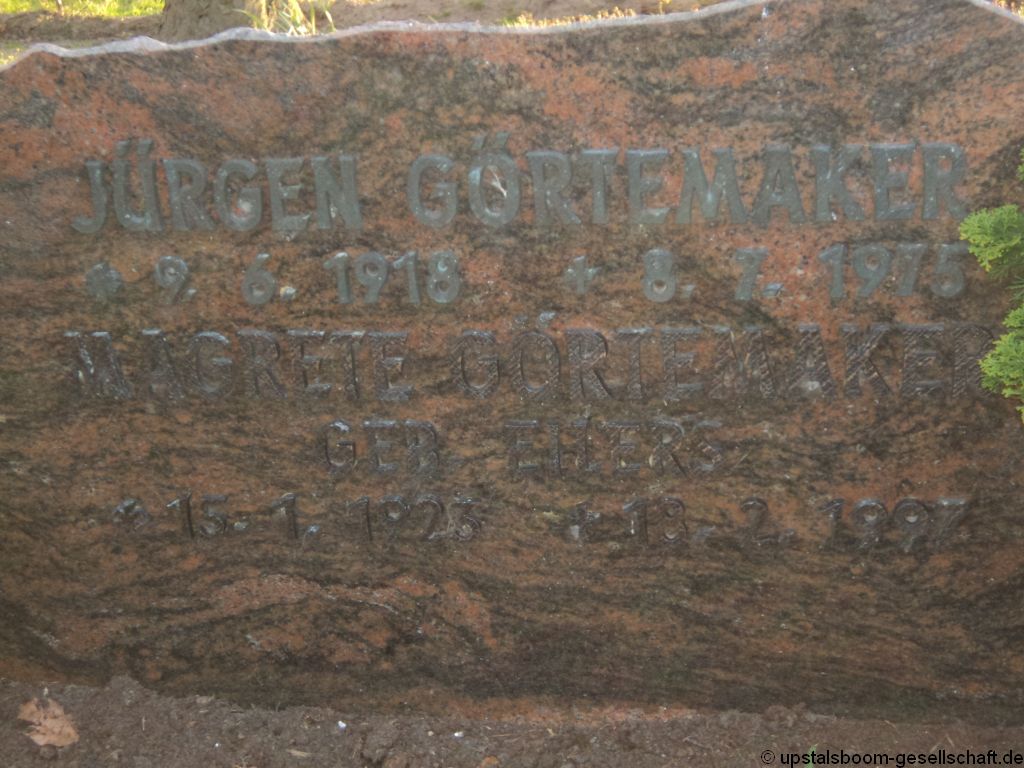 JÜRGEN GÖRTEMAKER
* 9. 6. 1918 + 8. 7. 1975
MAGRETE GÖRTEMAKER
GEB. EHLERS
* 15. 1. 1923 + 18. 2. 1997
© upstalsboom-gesellschaft.de